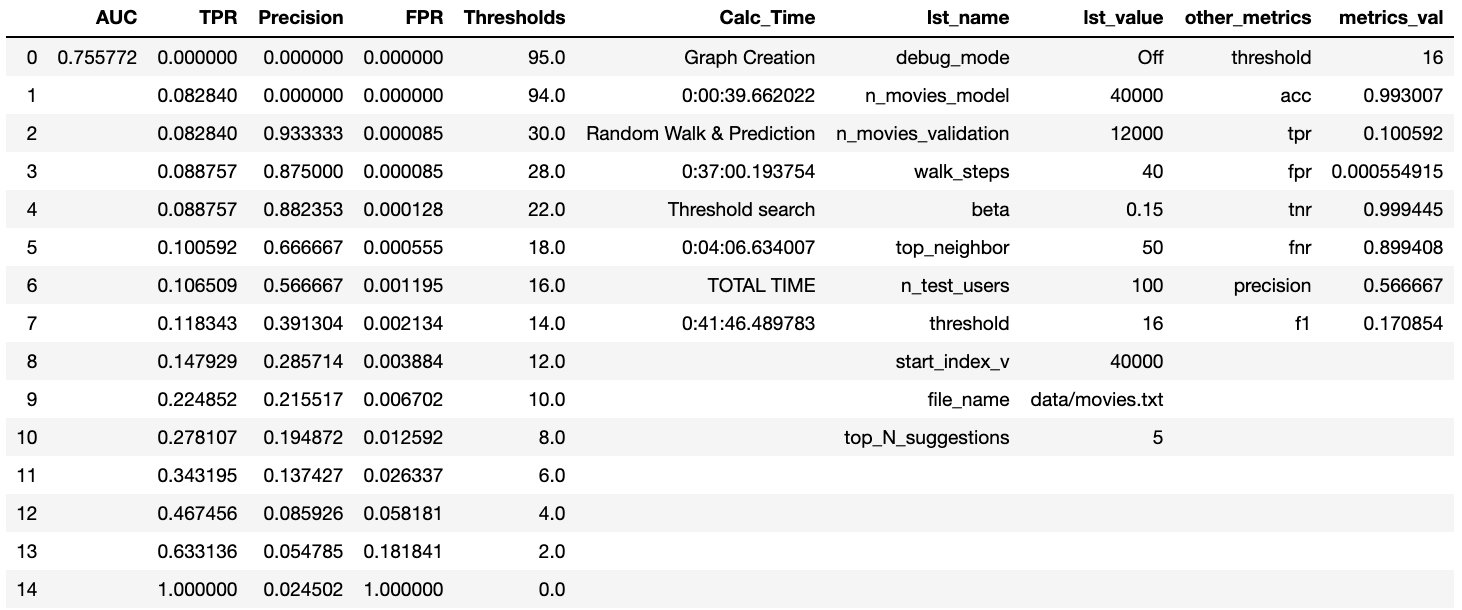 AUC TPR Precision FPR Thresholds Calc_Time lst_name lst_value other_metrics metrics_val
0 0.755772 0.000000 0.000000 0.000000 95.0 Graph Creation debug_mode Off threshold 16
1 0.082840 0.000000 0.000000 94.0 0:00:39.662022 n_movies_model 40000 acc 0.993007
2 0.082840 0.933333 0.000085 30.0 Random Walk & Prediction n_movies_validation 12000 tpr 0.100592
3 0.088757 0.875000 0.000085 28.0 0:37:00.193754 walk_steps 40 fpr 0.000554915
4 0.088757 0.882353 0.000128 22.0 Threshold search beta 0.15 tnr 0.999445
5 0.100592 0.666667 0.000555 18.0 0:04:06.634007 top_neighbor 50 fnr 0.899408
6 0.106509 0.566667 0.001195 16.0 TOTAL TIME n_test_users 100 precision 0.566667
7 0.118343 0.391304 0.002134 14.0 0:41:46.489783 threshold 16 f1 0.170854
8 0.147929 0.285714 0.003884 12.0 start_index_v 40000
9 0.224852 0.215517 0.006702 10.0 file_name data/movies.txt
10 0.278107 0.194872 0.012592 8.0 top_N_suggestions 5
11 0.343195 0.137427 0.026337 6.0
12 0.467456 0.085926 0.058181 4.0
13 0.633136 0.054785 0.181841 2.0
14 1.000000 0.024502 1.000000 0.0